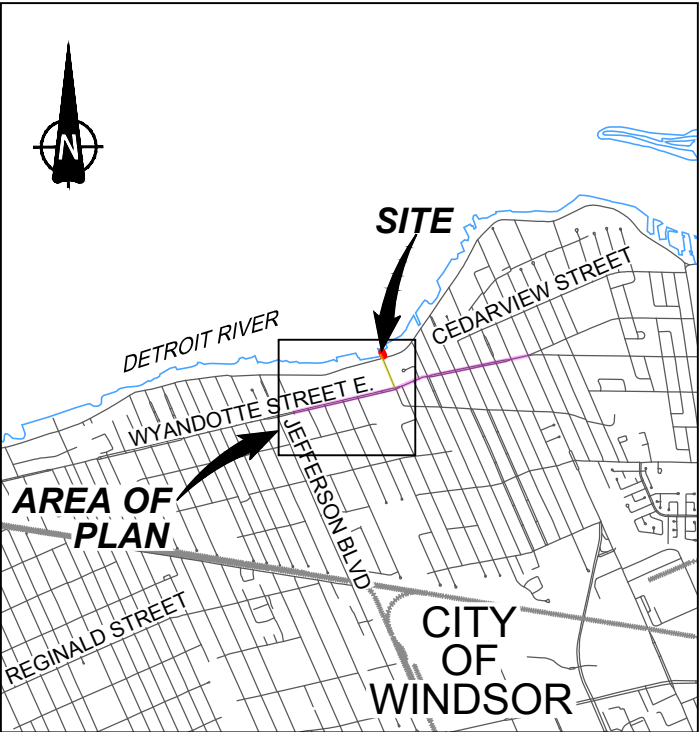 N
SITE
CEDARVIEW STREET
DETROIT RIVER
WYANDOTTE STREET E.
JEFFERSON BLVD
AREA OF
PLAN
REGINALD STREET
CITY
OF
WINDSOR